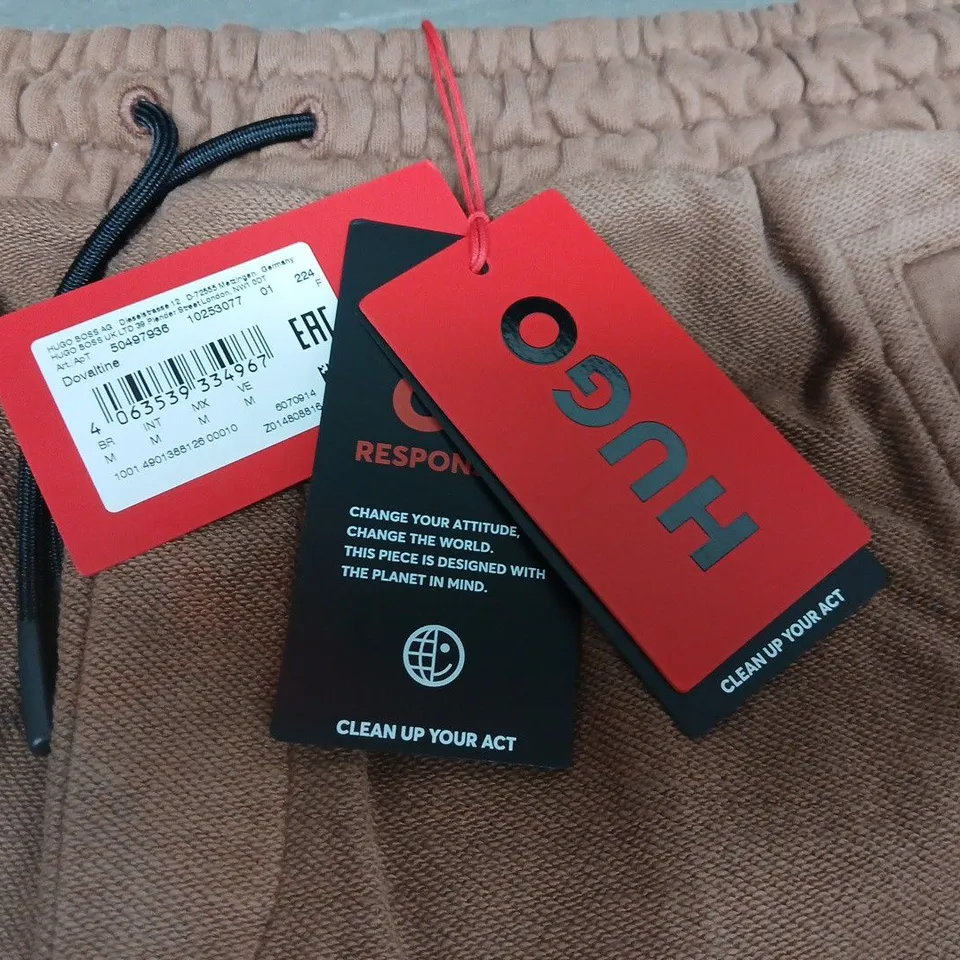 HUGO BOSS AG Dieselstrasse 12 D-72555 Metzingen, Germany
HUGO BOSS UK LTD.39 Plender Street London, NW1 0DT
Art. ApT 50497936 10253077 01 224
Dovaltine F
EAC
4 063539 334967
BR INT MX VE
M M M M
6070914
1001 4901388126 00010 Z014808816
RESPON
CHANGE YOUR ATTITUDE,
CHANGE THE WORLD.
THIS PIECE IS DESIGNED WITH
THE PLANET IN MIND.
CLEAN UP YOUR ACT
HUGO
CLEAN UP YOUR ACT